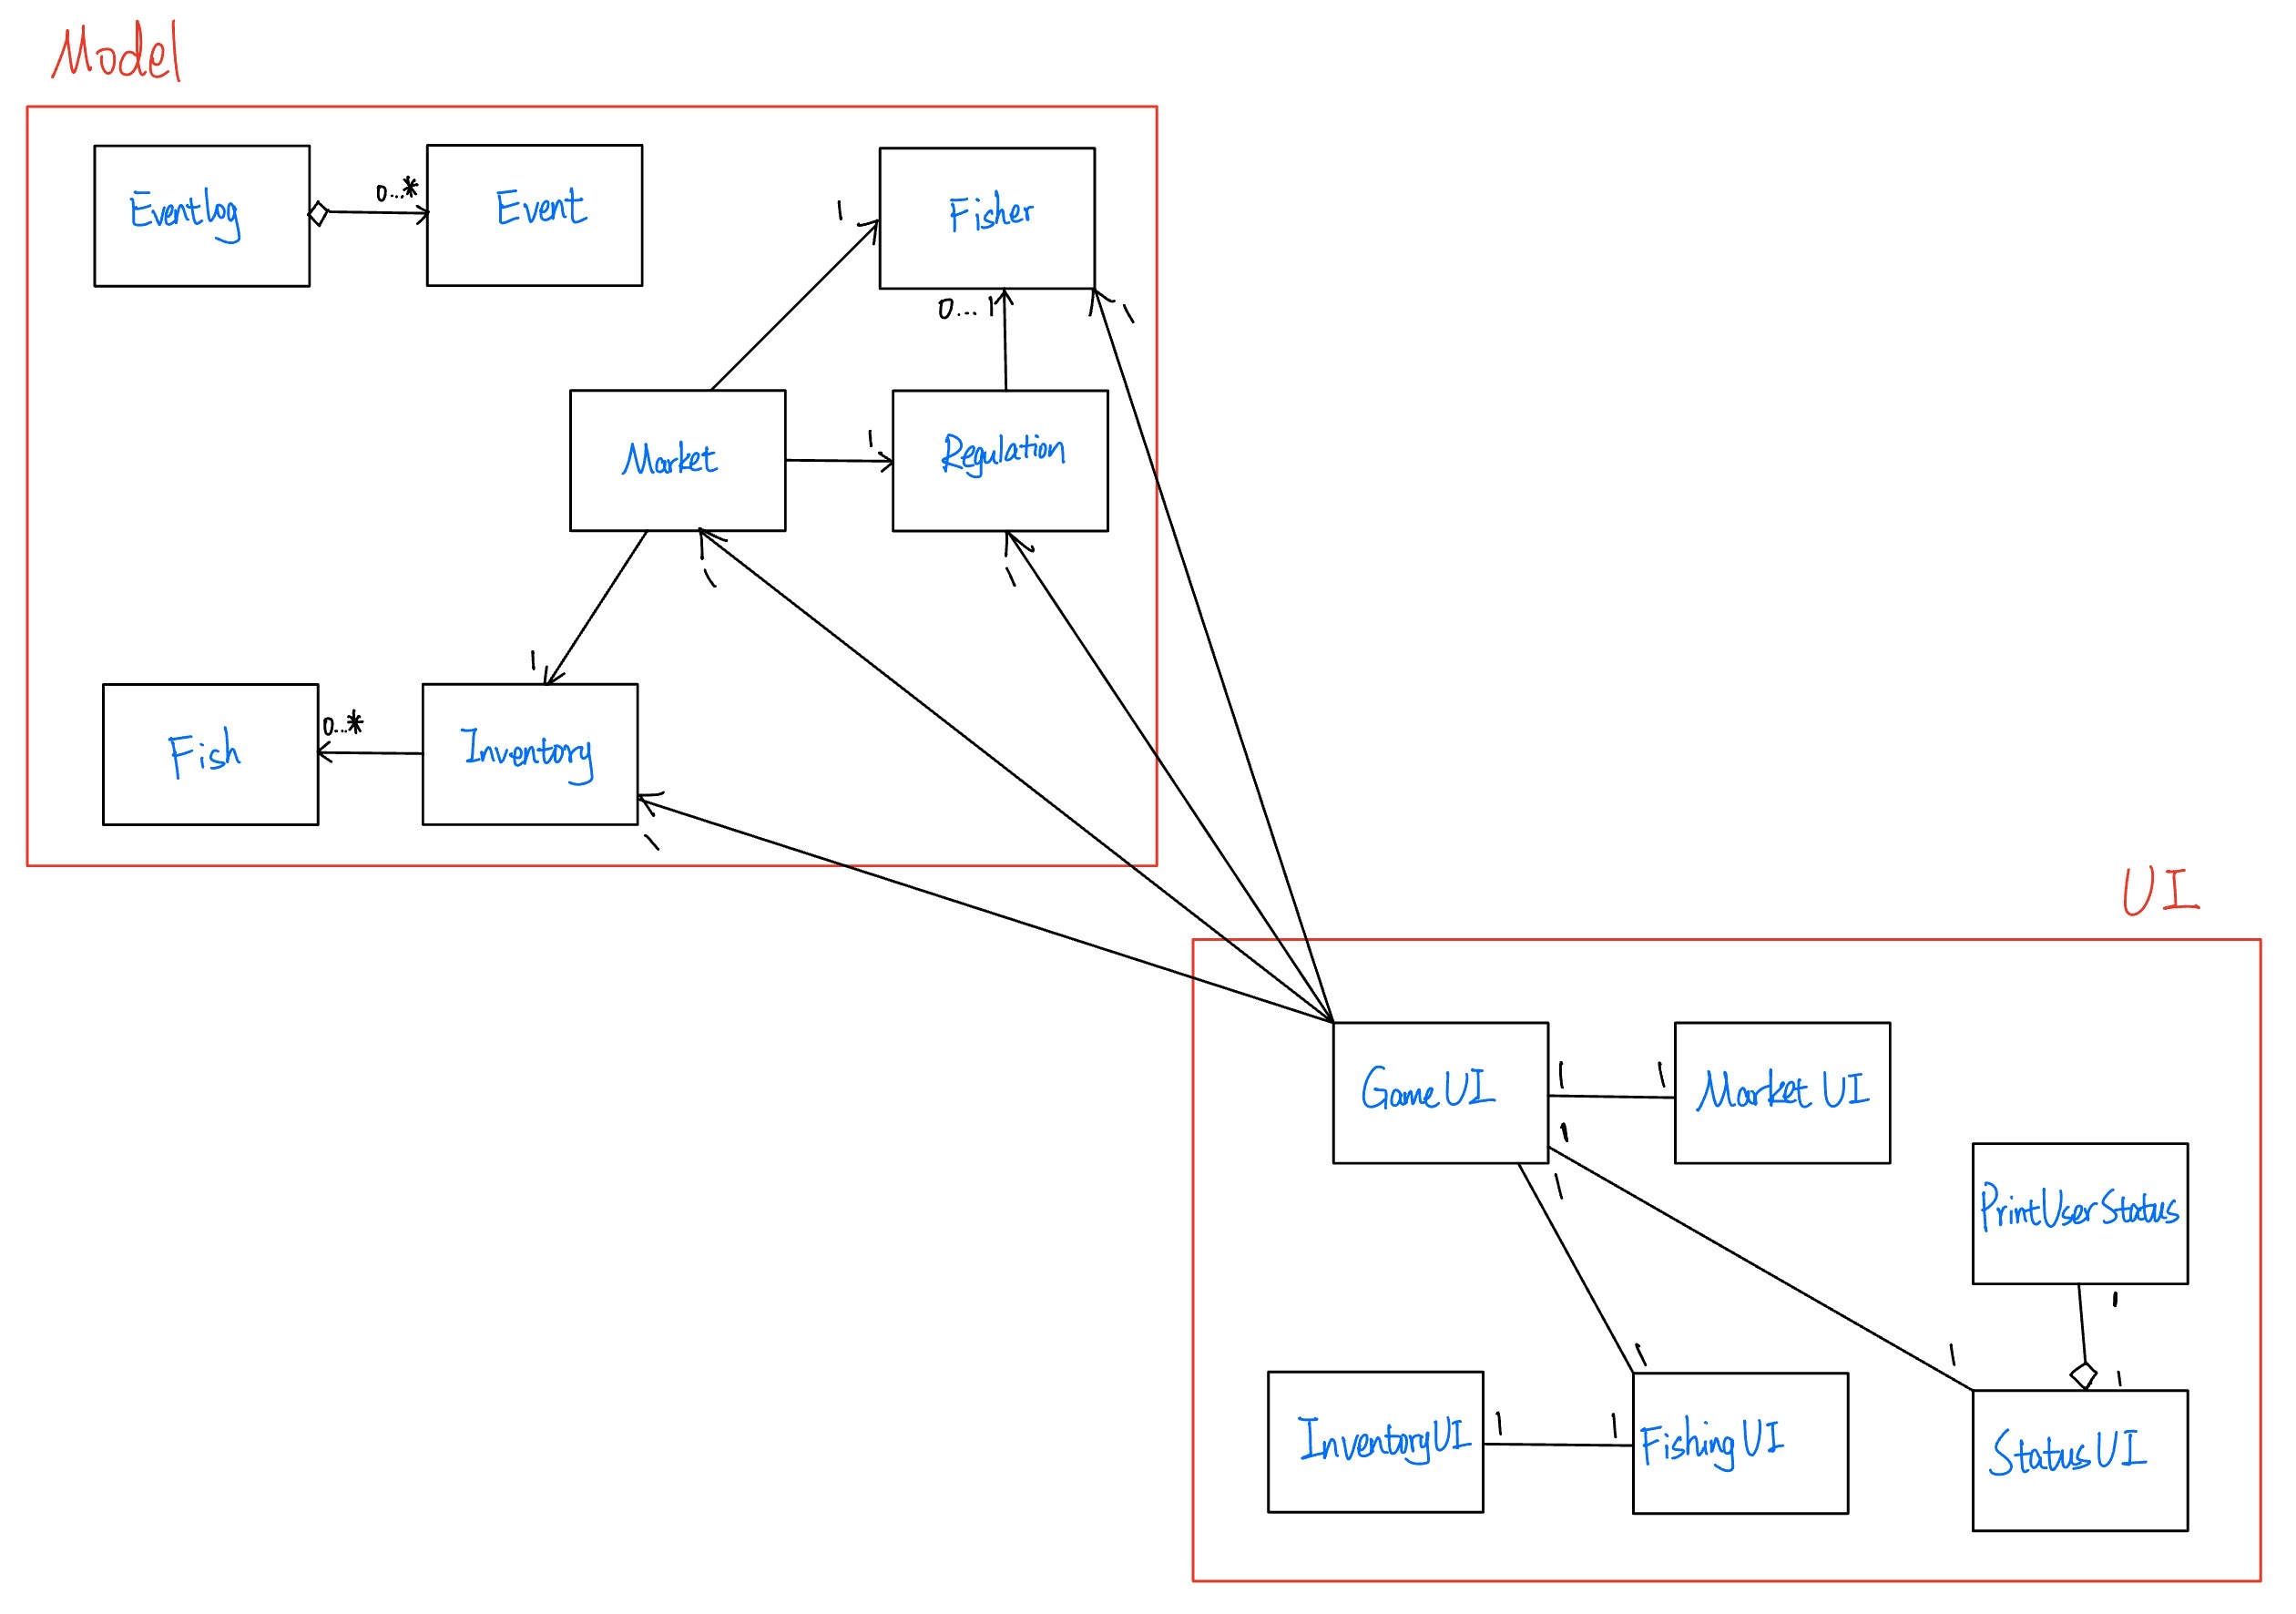 Model
Eventlog
0...*
Event
1
Fisher
0...1
1
Market
1
Regulation
1
1
1
Fish
0...*
Inventory
1
UI
GameUI
1
1
Market UI
1
1
PrintUserStatus
1
1
1
1
InventoryUI
1
1
Fishing UI
Status UI